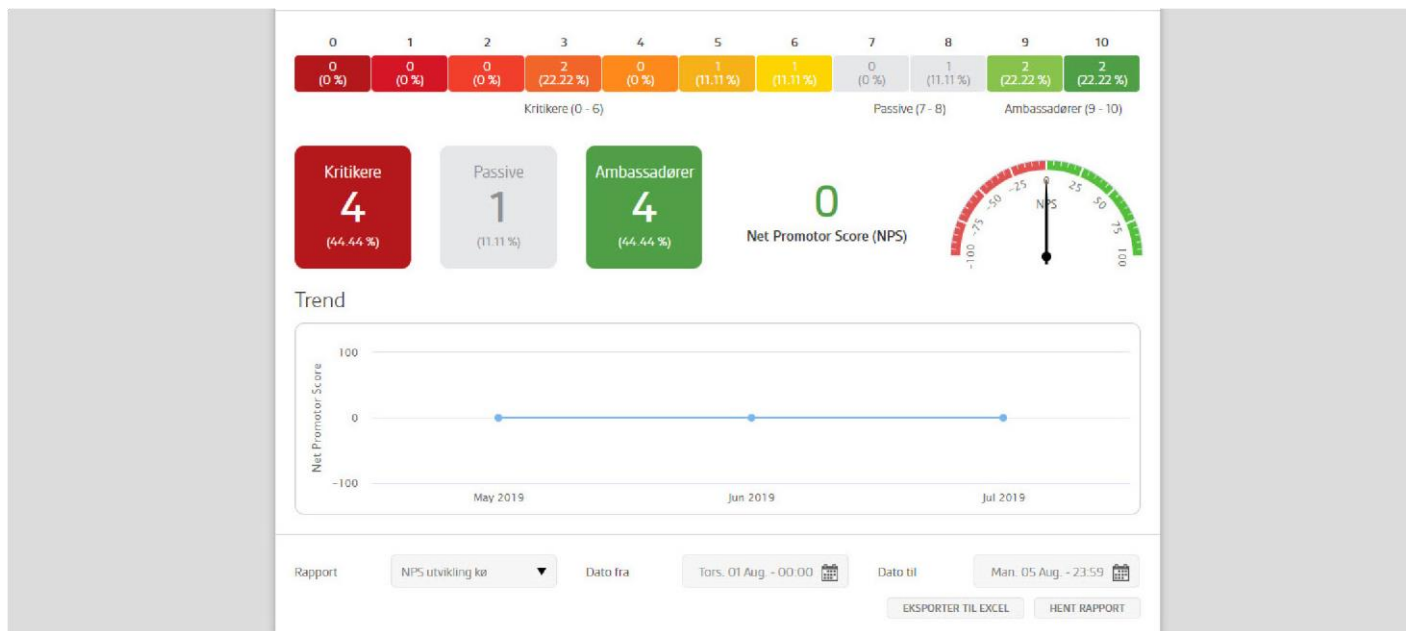 0 1 2 3 4 5 6 7 8 9 10
0 0 0 2 0 1 1 0 1 2 2
(0 %) (0 %) (0 %) (22.22 %) (0 %) (11.11 %) (11.11 %) (0 %) (11.11 %) (22.22 %) (22.22 %)
Kritikere (0 - 6) Passive (7 - 8) Ambassadører (9 - 10)
Kritikere
4
(44.44 %)
Passive
1
(11.11 %)
Ambassadører
4
(44.44 %)
0
Net Promotor Score (NPS)
-100 -75 -50 -25 0 25 50 75 100
NPS
Trend
Net Promotor Score
100
0
-100
May 2019 Jun 2019 Jul 2019
Rapport NPS utvikling kø Dato fra Tors. 01 Aug. - 00:00 Dato til Man. 05 Aug. - 23:59
EKSPORTER TIL EXCEL HENT RAPPORT